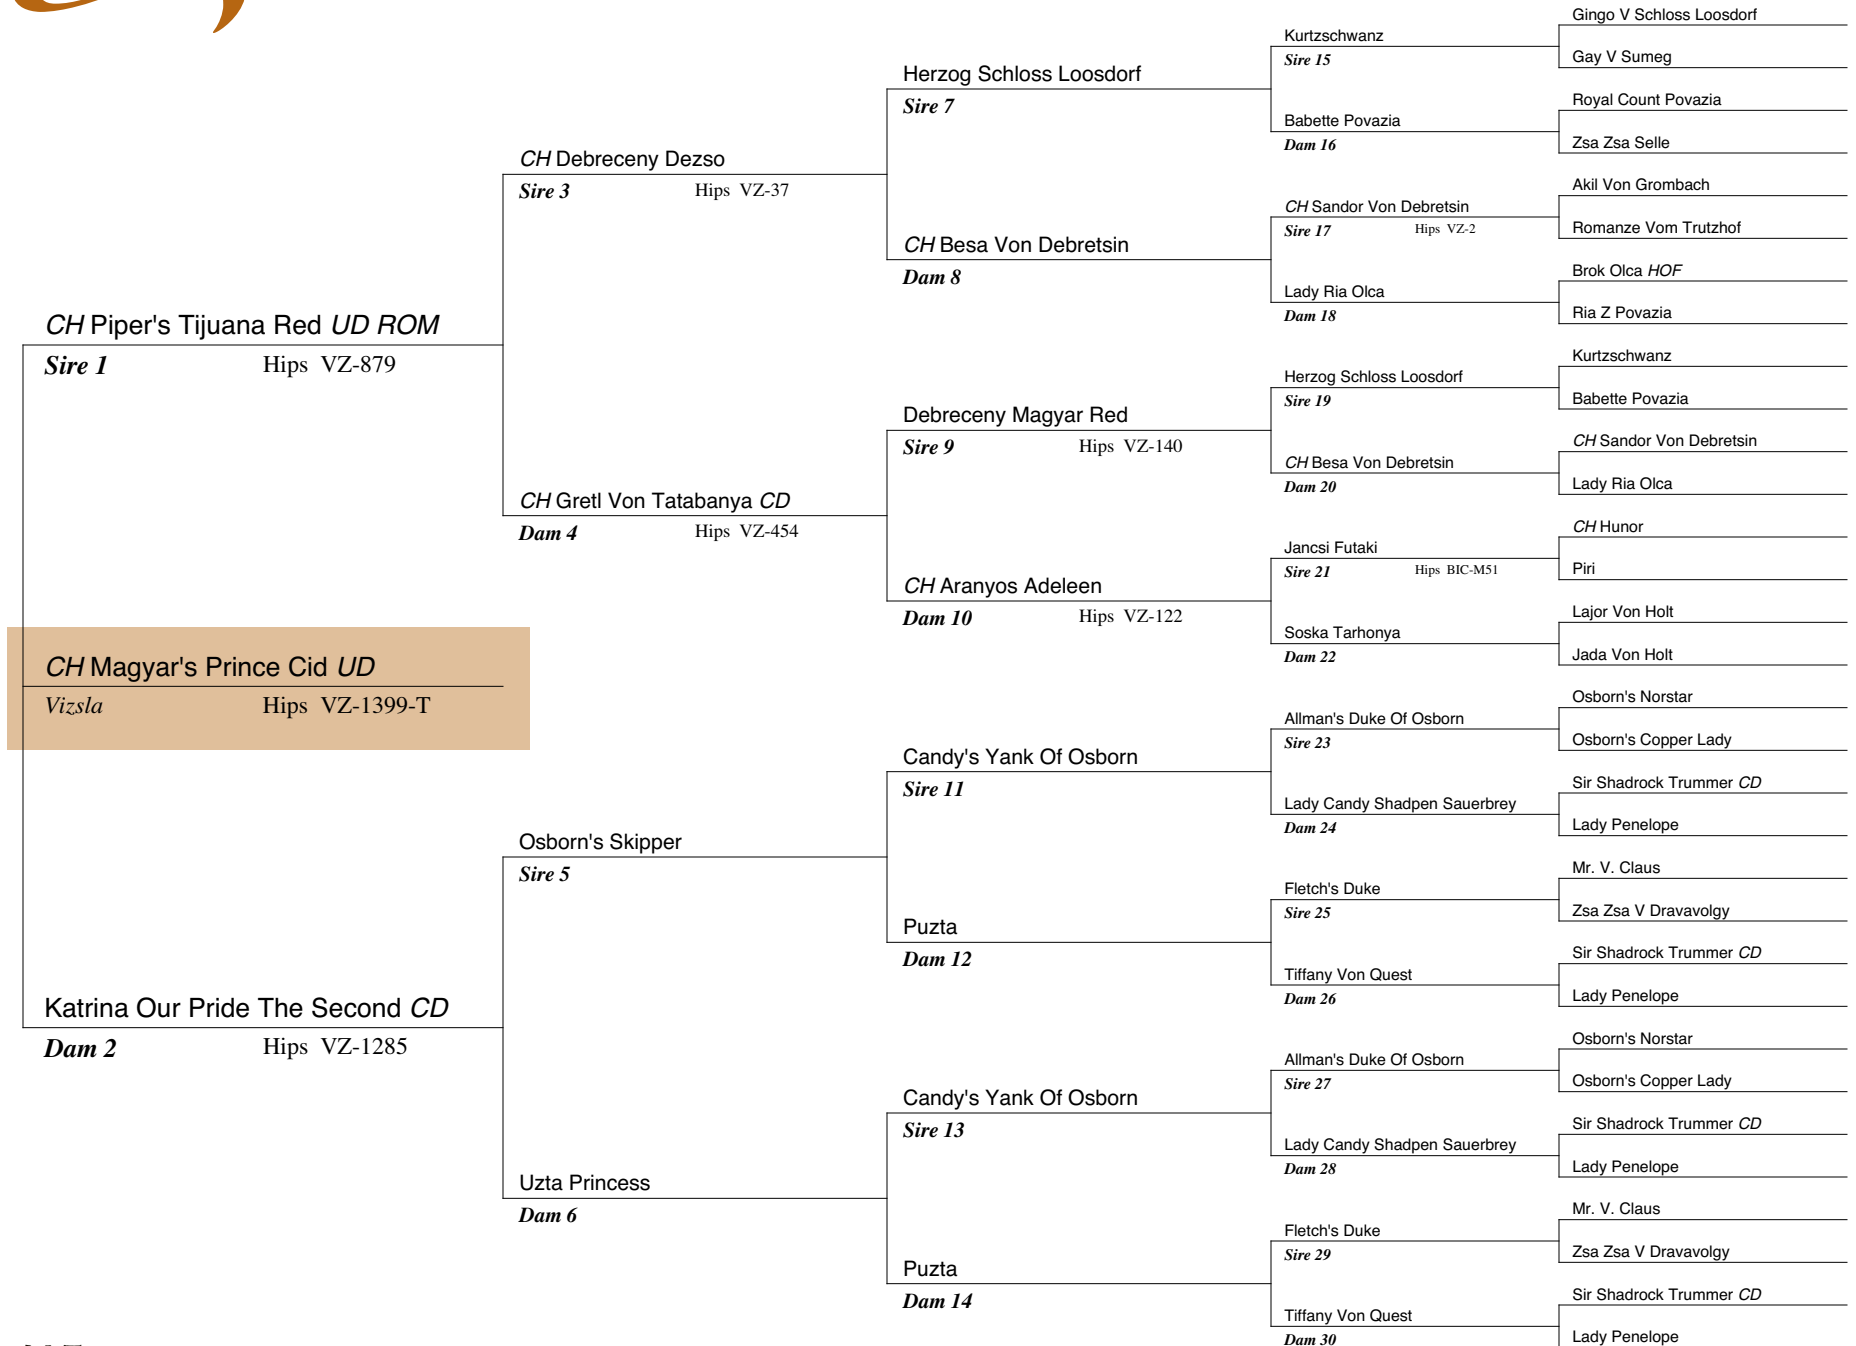 Gingo V Schloss Loosdorf
Kurtzschwanz
Sire 15
Gay V Sumeg
Herzog Schloss Loosdorf
Sire 7
Royal Count Povazia
Babette Povazia
Dam 16
Zsa Zsa Selle
CH Debreceny Dezso
Sire 3 Hips VZ-37
Akil Von Grombach
CH Sandor Von Debretsin
Sire 17 Hips VZ-2
Romanze Vom Trutzhof
CH Besa Von Debretsin
Dam 8
Brok Olca HOF
Lady Ria Olca
Dam 18
Ria Z Povazia
CH Piper's Tijuana Red UD ROM
Sire 1 Hips VZ-879
Kurtzschwanz
Herzog Schloss Loosdorf
Sire 19
Babette Povazia
Debreceny Magyar Red
Sire 9 Hips VZ-140
CH Sandor Von Debretsin
CH Besa Von Debretsin
Dam 20
Lady Ria Olca
CH Gretl Von Tatabanya CD
Dam 4 Hips VZ-454
CH Hunor
Jancsi Futaki
Sire 21 Hips BIC-M51
Piri
CH Aranyos Adeleen
Dam 10 Hips VZ-122
Lajor Von Holt
Soska Tarhonya
Dam 22
Jada Von Holt
CH Magyar's Prince Cid UD
Vizsla Hips VZ-1399-T
Osborn's Norstar
Allman's Duke Of Osborn
Sire 23
Osborn's Copper Lady
Candy's Yank Of Osborn
Sire 11
Sir Shadrock Trummer CD
Lady Candy Shadpen Sauerbrey
Dam 24
Lady Penelope
Osborn's Skipper
Sire 5
Mr. V. Claus
Fletch's Duke
Sire 25
Zsa Zsa V Dravavolgy
Puzta
Dam 12
Sir Shadrock Trummer CD
Tiffany Von Quest
Dam 26
Lady Penelope
Katrina Our Pride The Second CD
Dam 2 Hips VZ-1285
Osborn's Norstar
Allman's Duke Of Osborn
Sire 27
Osborn's Copper Lady
Candy's Yank Of Osborn
Sire 13
Sir Shadrock Trummer CD
Lady Candy Shadpen Sauerbrey
Dam 28
Lady Penelope
Uzta Princess
Dam 6
Mr. V. Claus
Fletch's Duke
Sire 29
Zsa Zsa V Dravavolgy
Puzta
Dam 14
Sir Shadrock Trummer CD
Tiffany Von Quest
Dam 30
Lady Penelope